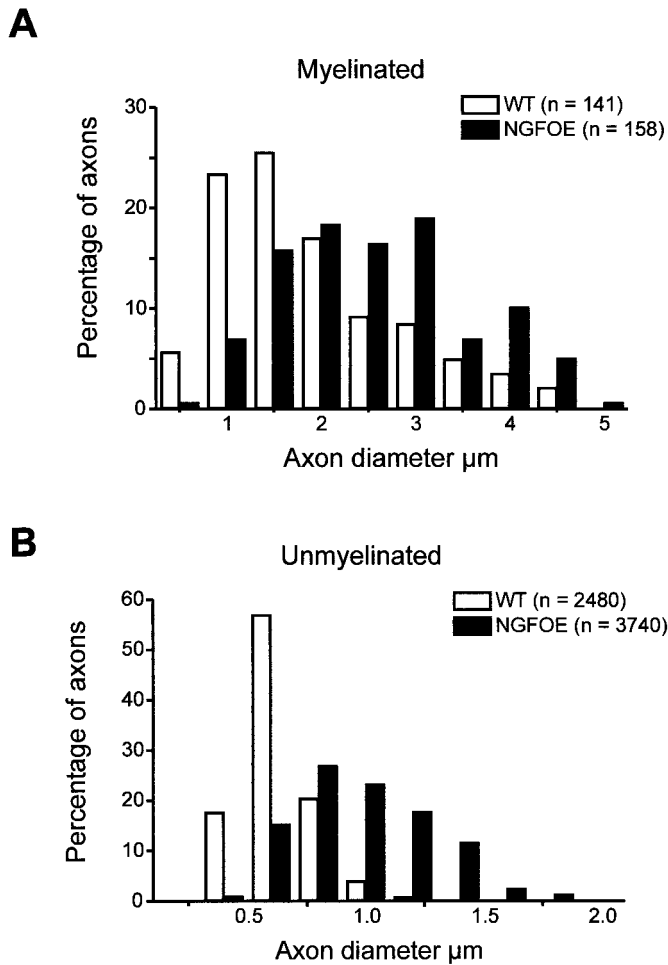 A
Myelinated
WT (n = 141)
NGFOE (n = 158)
Percentage of axons
30
20
10
0
1 2 3 4 5
Axon diameter µm
B
Unmyelinated
WT (n = 2480)
NGFOE (n = 3740)
Percentage of axons
60
50
40
30
20
10
0
0.5 1.0 1.5 2.0
Axon diameter µm